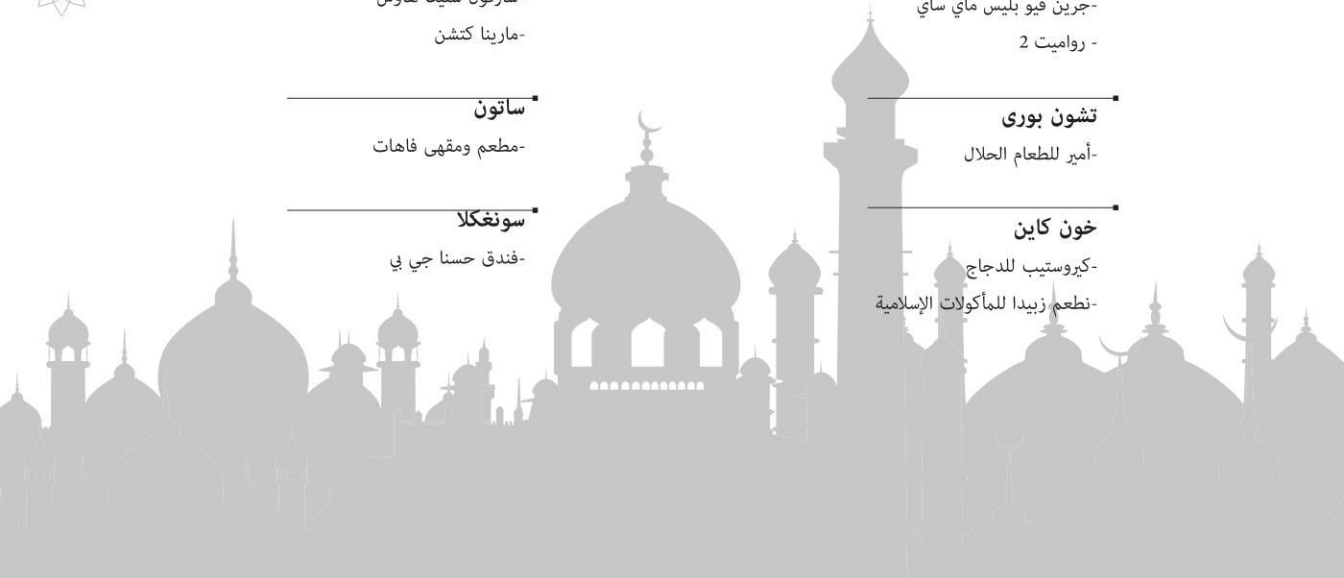 -جرين فيو بليس ماي ساي
- رواميت 2
تشون بورى
-أمير للطعام الحلال
خون كاين
-كيروستيب للدجاج
-نطعم زبيدا للمأكولات الإسلامية
-مارينا كتشن
ساتون
-مطعم ومقهى فاهات
سونغكلا
-فندق حسنا جي بي